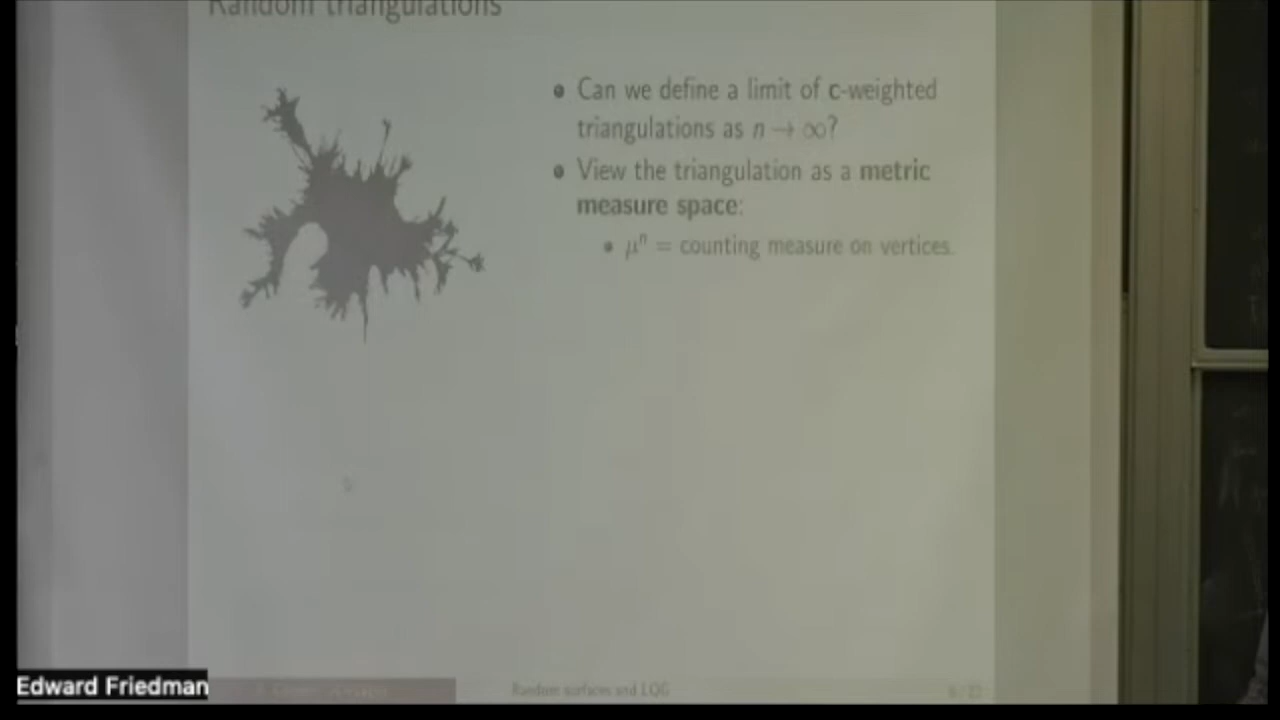 Random triangulations
• Can we define a limit of c-weighted
triangulations as n → ∞?
• View the triangulation as a metric
measure space:
• μⁿ = counting measure on vertices.
Edward Friedman
Random surfaces and LQG